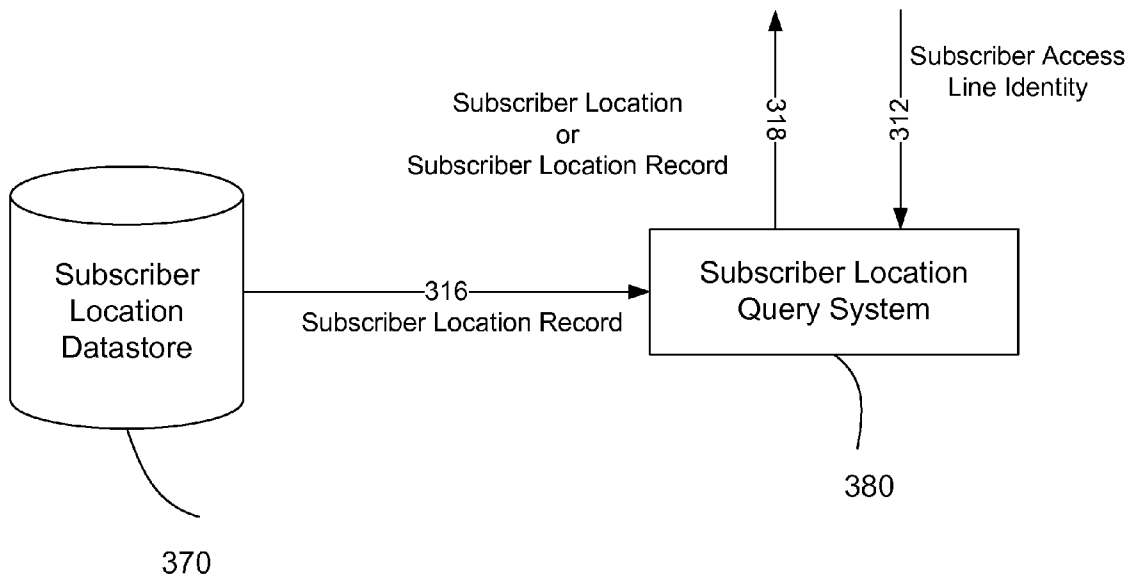 Subscriber Access
Line Identity
Subscriber Location
or
Subscriber Location Record
318
312
Subscriber
Location
Datastore
316
Subscriber Location Record
Subscriber Location
Query System
380
370